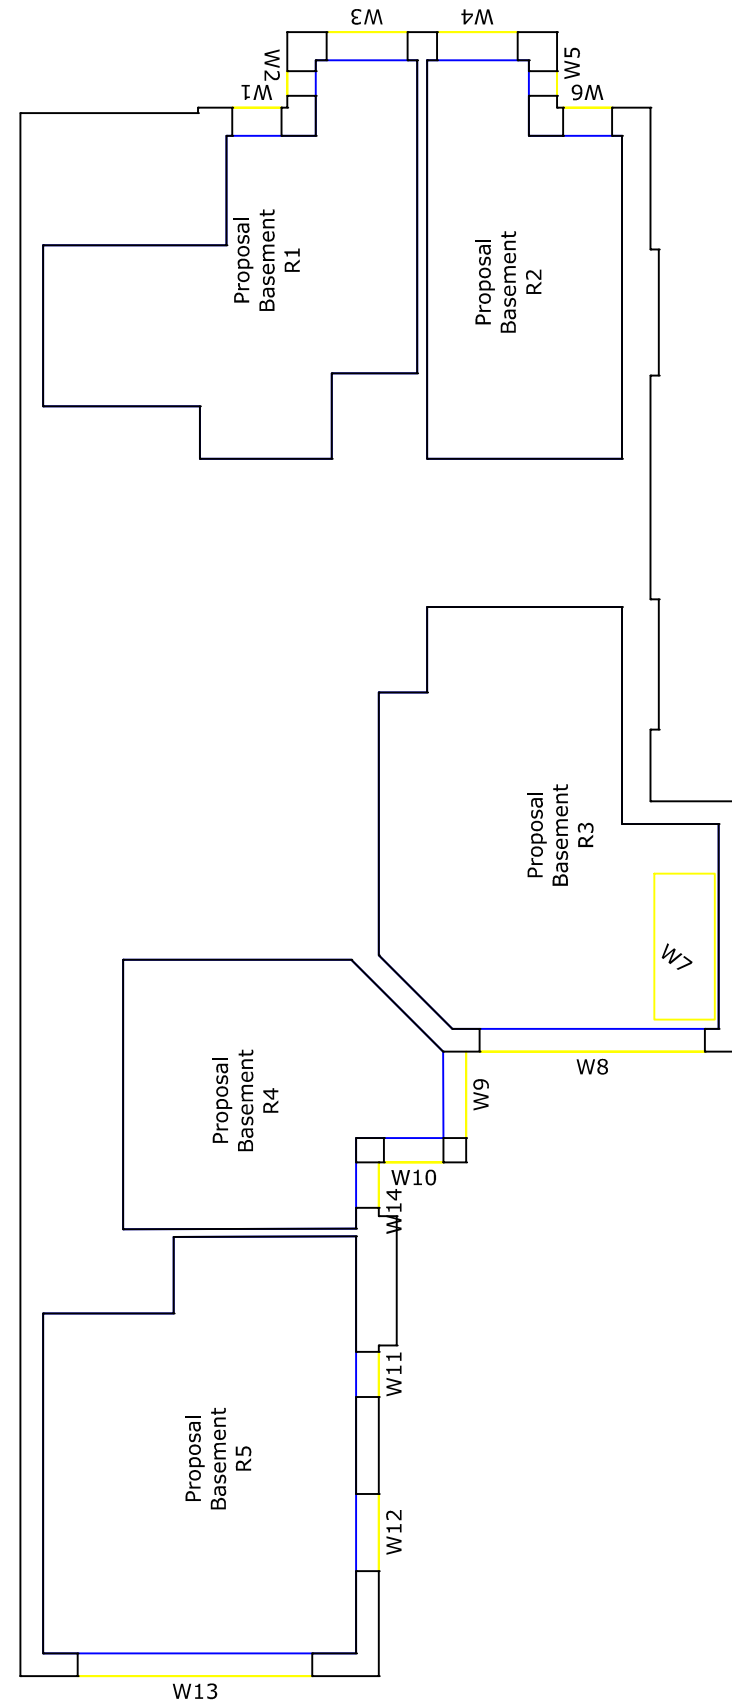 W3
W4
W2
W5
W1
W6
Proposal
Basement
R1
Proposal
Basement
R2
Proposal
Basement
R3
W7
Proposal
Basement
R4
W8
W9
W10
W14
W11
Proposal
Basement
R5
W12
W13